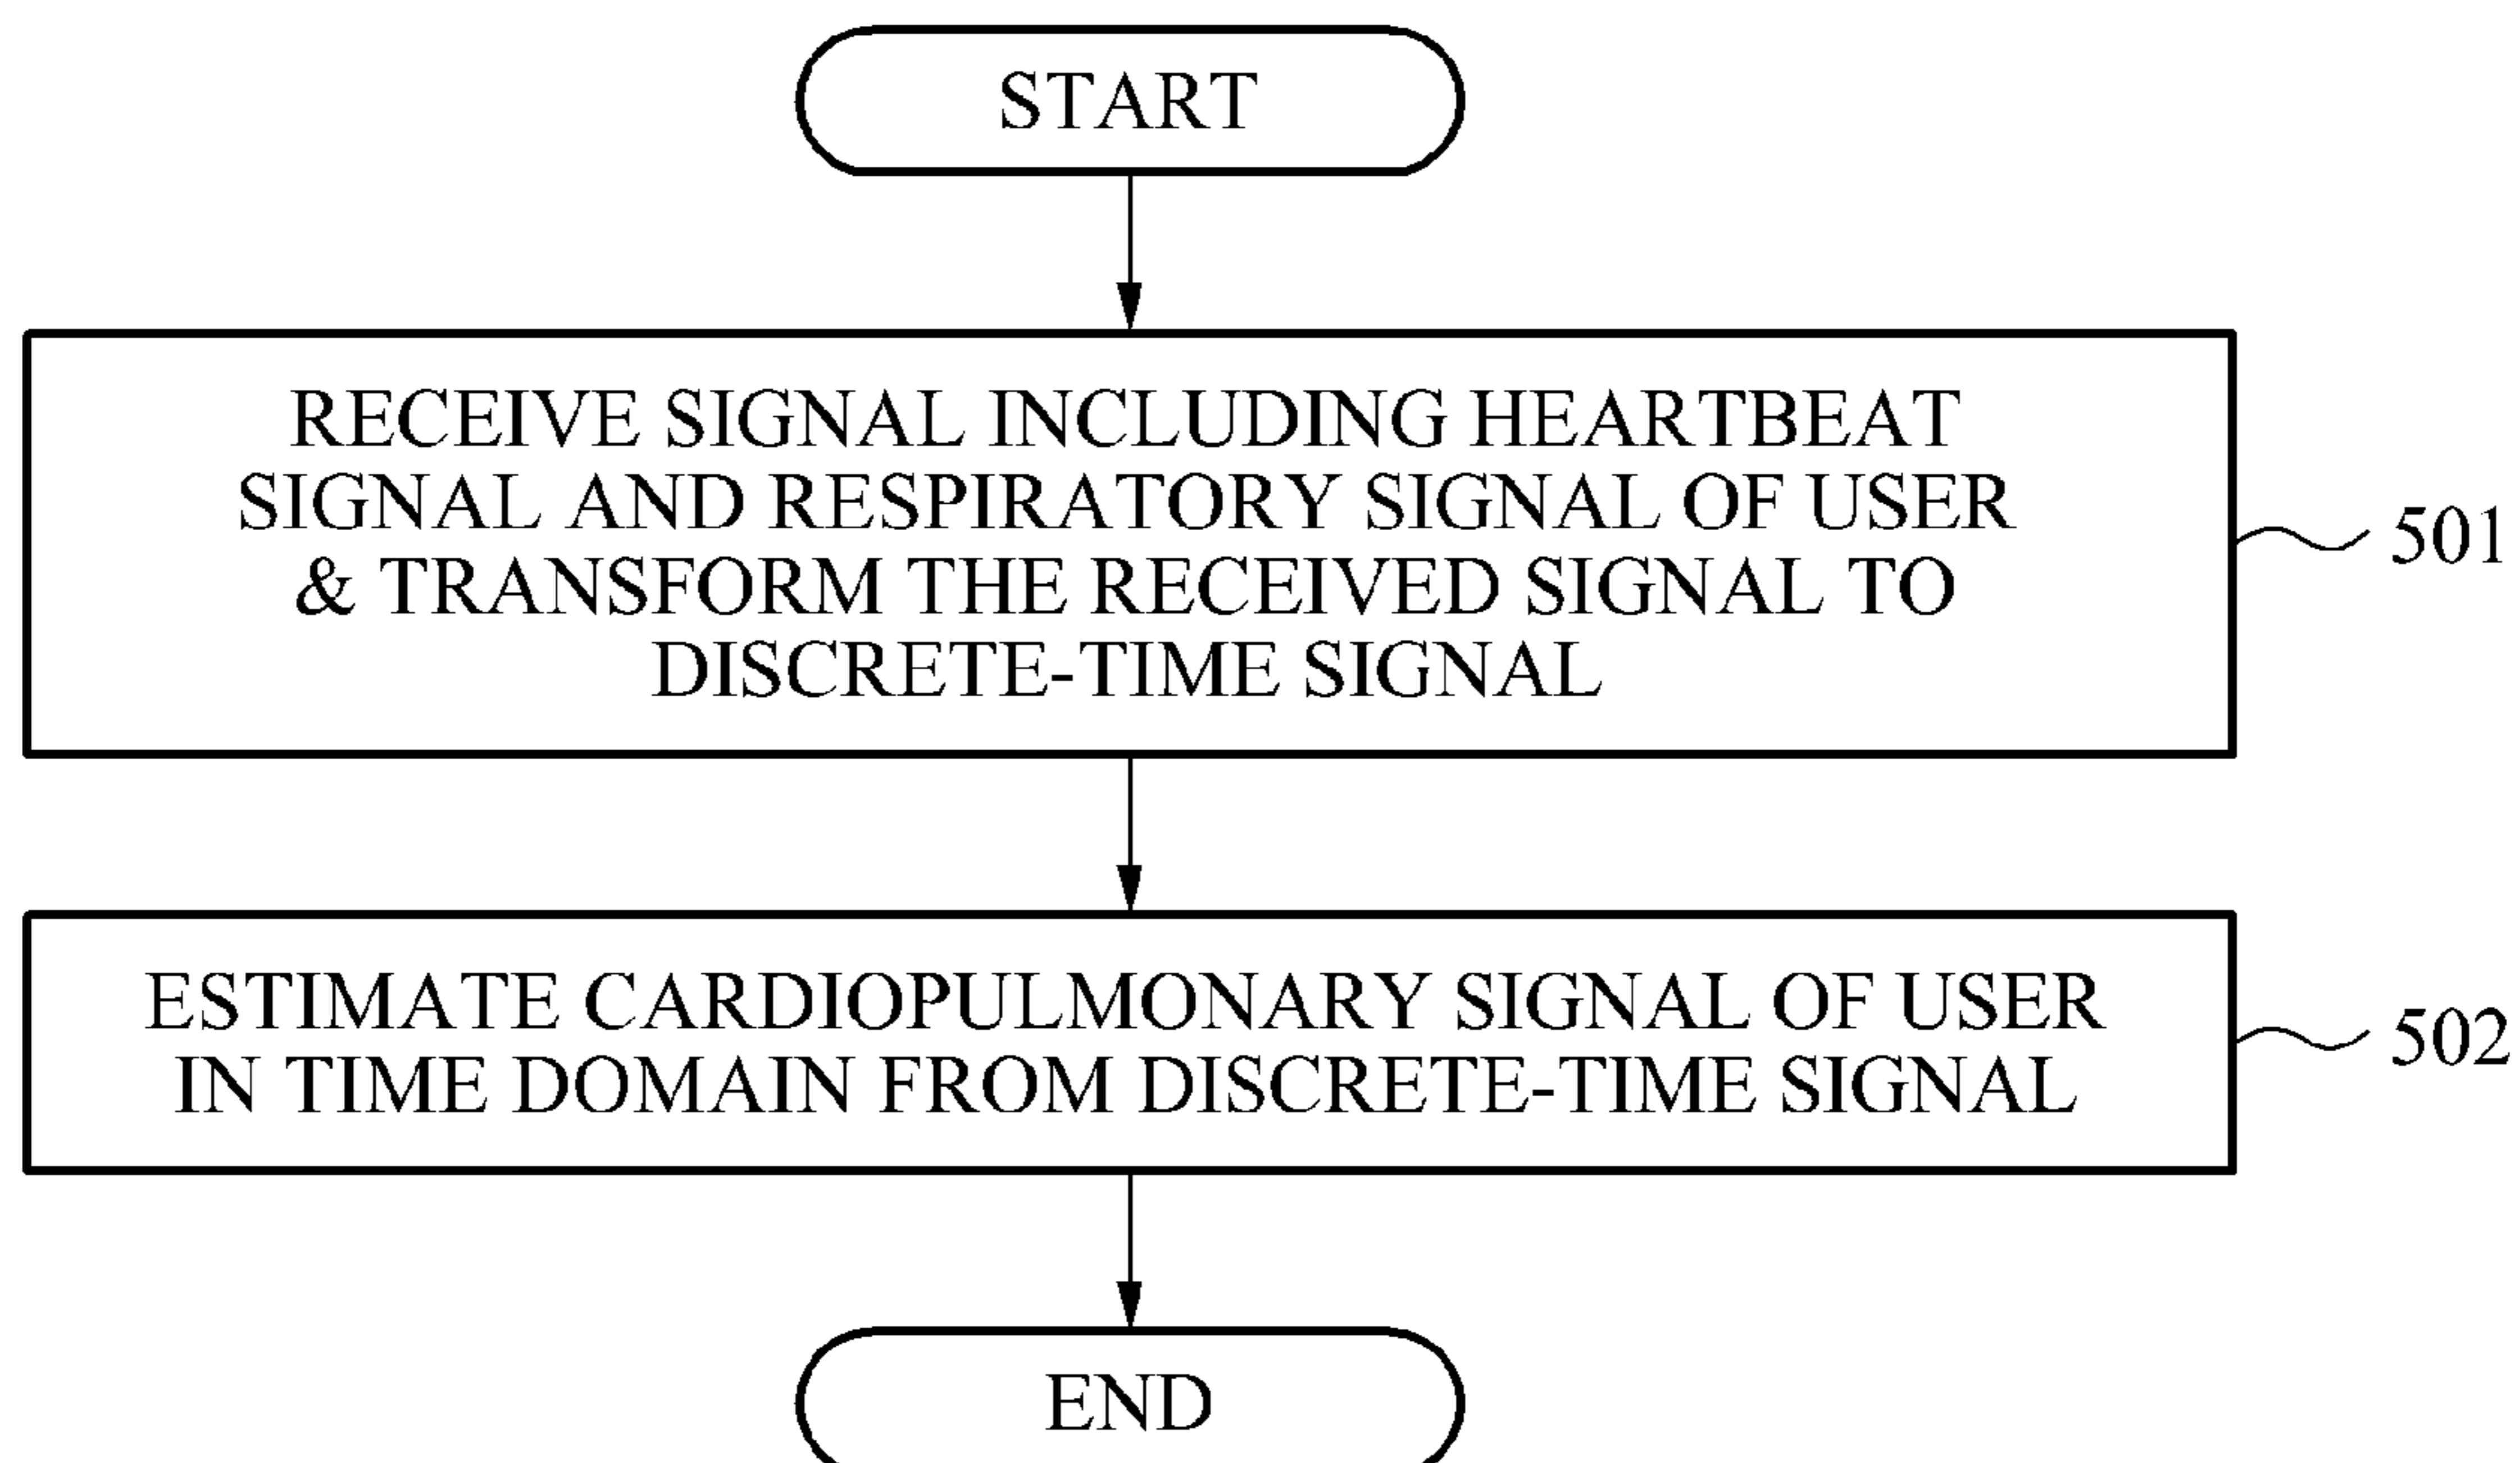 START
RECEIVE SIGNAL INCLUDING HEARTBEAT
SIGNAL AND RESPIRATORY SIGNAL OF USER
& TRANSFORM THE RECEIVED SIGNAL TO
DISCRETE-TIME SIGNAL
501
ESTIMATE CARDIOPULMONARY SIGNAL OF USER
IN TIME DOMAIN FROM DISCRETE-TIME SIGNAL
502
END